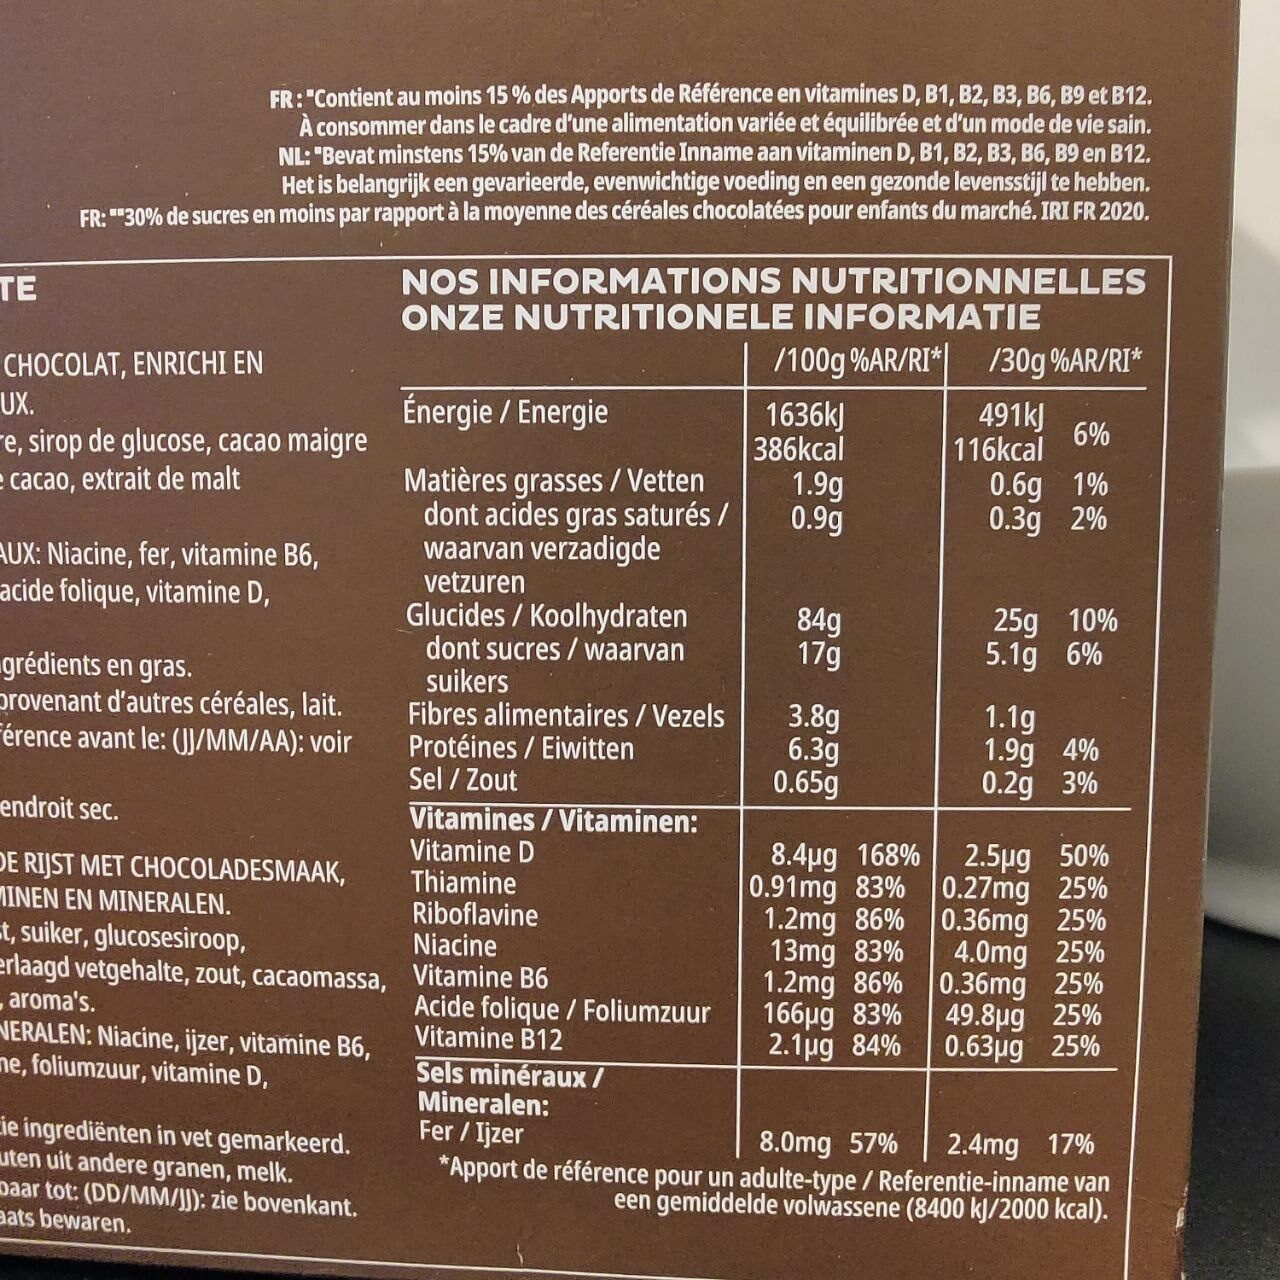 FR : "Contient au moins 15 % des Apports de Référence en vitamines D, B1, B2, B3, B6, B9 et B12.
À consommer dans le cadre d'une alimentation variée et équilibrée et d'un mode de vie sain.
NL: "Bevat minstens 15% van de Referentie Inname aan vitaminen D, B1, B2, B3, B6, B9 en B12.
Het is belangrijk een gevarieerde, evenwichtige voeding en een gezonde levensstijl te hebben.
FR: ""30% de sucres en moins par rapport à la moyenne des céréales chocolatées pour enfants du marché. IRI FR 2020.
TE
CHOCOLAT, ENRICHI EN
UX.
re, sirop de glucose, cacao maigre
e cacao, extrait de malt
AUX: Niacine, fer, vitamine B6,
acide folique, vitamine D,
grédients en gras.
provenant d'autres céréales, lait.
férence avant le: (JJ/MM/AA): voir
endroit sec.
DE RIJST MET CHOCOLADESMAAK,
MINEN EN MINERALEN.
st, suiker, glucosesiroop,
erlaagd vetgehalte, zout, cacaomassa,
, aroma's.
NERALEN: Niacine, ijzer, vitamine B6,
ne, foliumzuur, vitamine D,
ie ingrediënten in vet gemarkeerd.
uten uit andere granen, melk.
baar tot: (DD/MM/JJ): zie bovenkant.
aats bewaren.
NOS INFORMATIONS NUTRITIONNELLES
ONZE NUTRITIONELE INFORMATIE
/100g %AR/RI* /30g %AR/RI*
Énergie / Energie 1636kJ 491kJ
386kcal 116kcal 6%
Matières grasses / Vetten 1.9g 0.6g 1%
dont acides gras saturés / 0.9g 0.3g 2%
waarvan verzadigde
vetzuren
Glucides / Koolhydraten 84g 25g 10%
dont sucres / waarvan 17g 5.1g 6%
suikers
Fibres alimentaires / Vezels 3.8g 1.1g
Protéines / Eiwitten 6.3g 1.9g 4%
Sel / Zout 0.65g 0.2g 3%
Vitamines / Vitaminen:
Vitamine D 8.4µg 168% 2.5µg 50%
Thiamine 0.91mg 83% 0.27mg 25%
Riboflavine 1.2mg 86% 0.36mg 25%
Niacine 13mg 83% 4.0mg 25%
Vitamine B6 1.2mg 86% 0.36mg 25%
Acide folique / Foliumzuur 166µg 83% 49.8µg 25%
Vitamine B12 2.1µg 84% 0.63µg 25%
Sels minéraux /
Mineralen:
Fer / Ijzer 8.0mg 57% 2.4mg 17%
*Apport de référence pour un adulte-type / Referentie-inname van
een gemiddelde volwassene (8400 kJ/2000 kcal).